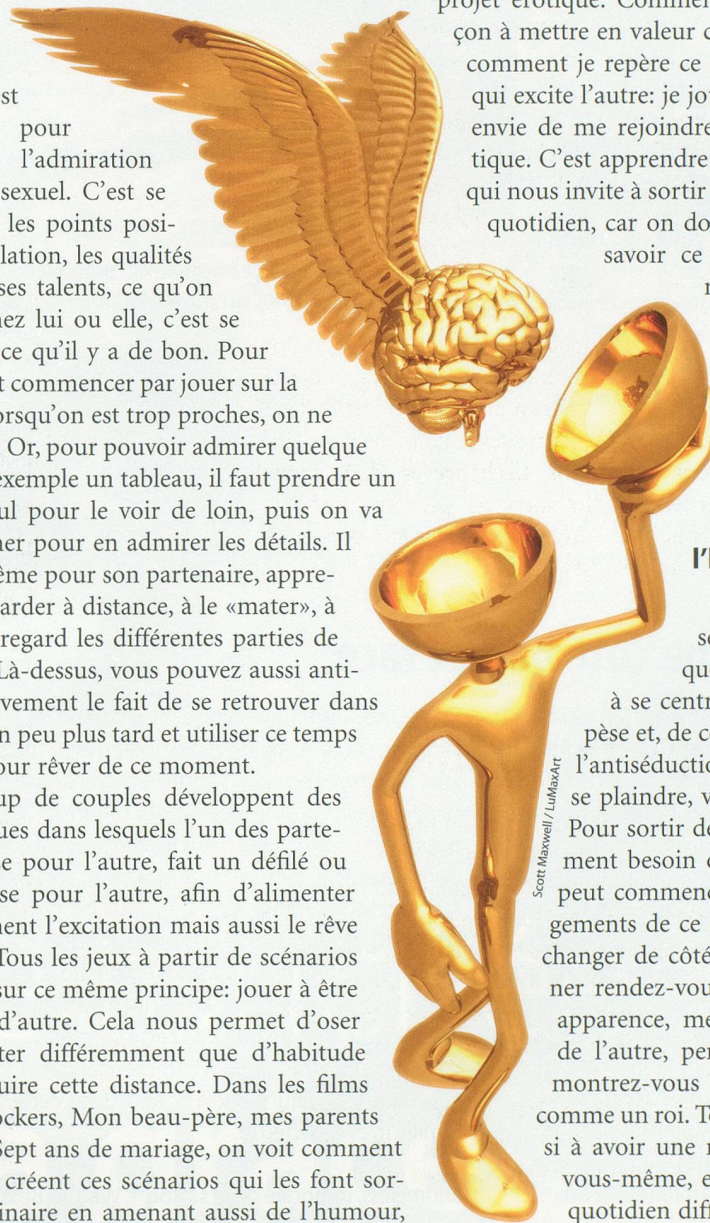 st
pour
l'admiration
sexuel. C'est se
les points posi-
lation, les qualités
ses talents, ce qu'on
hez lui ou elle, c'est se
ce qu'il y a de bon. Pour
t commencer par jouer sur la
orsqu'on est trop proches, on ne
Or, pour pouvoir admirer quelque
exemple un tableau, il faut prendre un
ul pour le voir de loin, puis on va
her pour en admirer les détails. Il
ême pour son partenaire, appre-
arder à distance, à le «mater», à
regard les différentes parties de
Là-dessus, vous pouvez aussi anti-
vement le fait de se retrouver dans
n peu plus tard et utiliser ce temps
our rêver de ce moment.
up de couples développent des
ues dans lesquels l'un des parte-
e pour l'autre, fait un défilé ou
se pour l'autre, afin d'alimenter
ent l'excitation mais aussi le rêve
Tous les jeux à partir de scénarios
sur ce même principe: jouer à être
d'autre. Cela nous permet d'oser
ter différemment que d'habitude
uire cette distance. Dans les films
ockers, Mon beau-père, mes parents
Sept ans de mariage, on voit comment
créent ces scénarios qui les font sor-
inaire en amenant aussi de l'humour,
projet érotique. Commen
çon à mettre en valeur c
comment je repère ce
qui excite l'autre: je jou
envie de me rejoindre
tique. C'est apprendre
qui nous invite à sortir
quotidien, car on do
savoir ce
l'
se
qu
à se centr
pèse et, de c
l'antiséductio
se plaindre, v
Pour sortir de
ment besoin d
peut commenc
gements de ce
changer de côté
ner rendez-vou
apparence, me
de l'autre, per
montrez-vous
comme un roi. T
si à avoir une r
vous-même, e
quotidien diff
Scott Maxwell / LuMaxArt